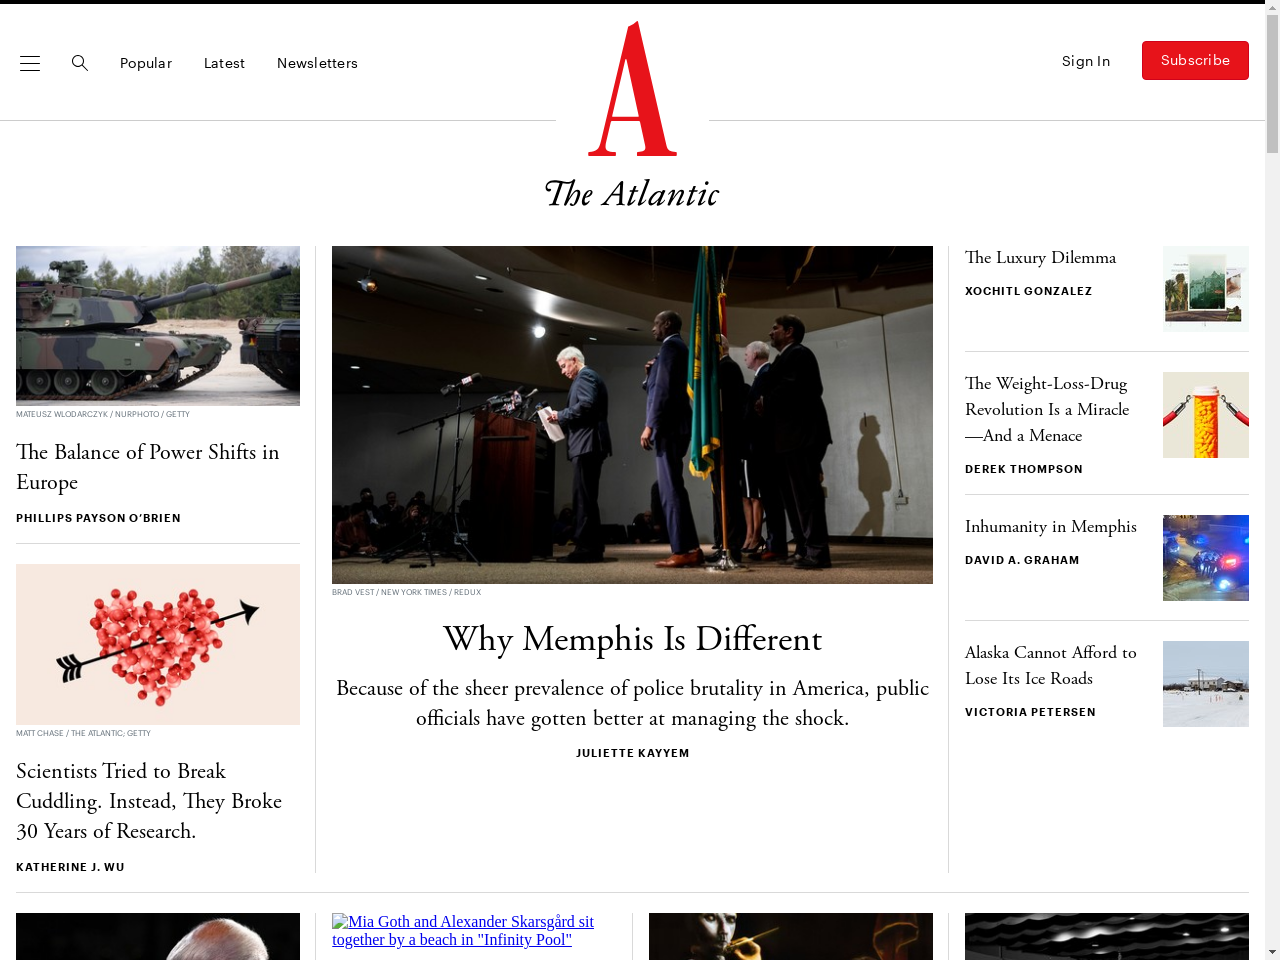 Popular
Latest
Newsletters
A
Sign In
Subscribe
The Atlantic
MATEUSZ WLODARCZYK / NURPHOTO / GETTY
The Balance of Power Shifts in
Europe
PHILLIPS PAYSON O’BRIEN
MATT CHASE / THE ATLANTIC; GETTY
Scientists Tried to Break
Cuddling. Instead, They Broke
30 Years of Research.
KATHERINE J. WU
BRAD VEST / NEW YORK TIMES / REDUX
Why Memphis Is Different
Because of the sheer prevalence of police brutality in America, public
officials have gotten better at managing the shock.
JULIETTE KAYYEM
The Luxury Dilemma
XOCHITL GONZALEZ
The Weight-Loss-Drug
Revolution Is a Miracle
—And a Menace
DEREK THOMPSON
Inhumanity in Memphis
DAVID A. GRAHAM
Alaska Cannot Afford to
Lose Its Ice Roads
VICTORIA PETERSEN
Mia Goth and Alexander Skarsgård sit
together by a beach in "Infinity Pool"